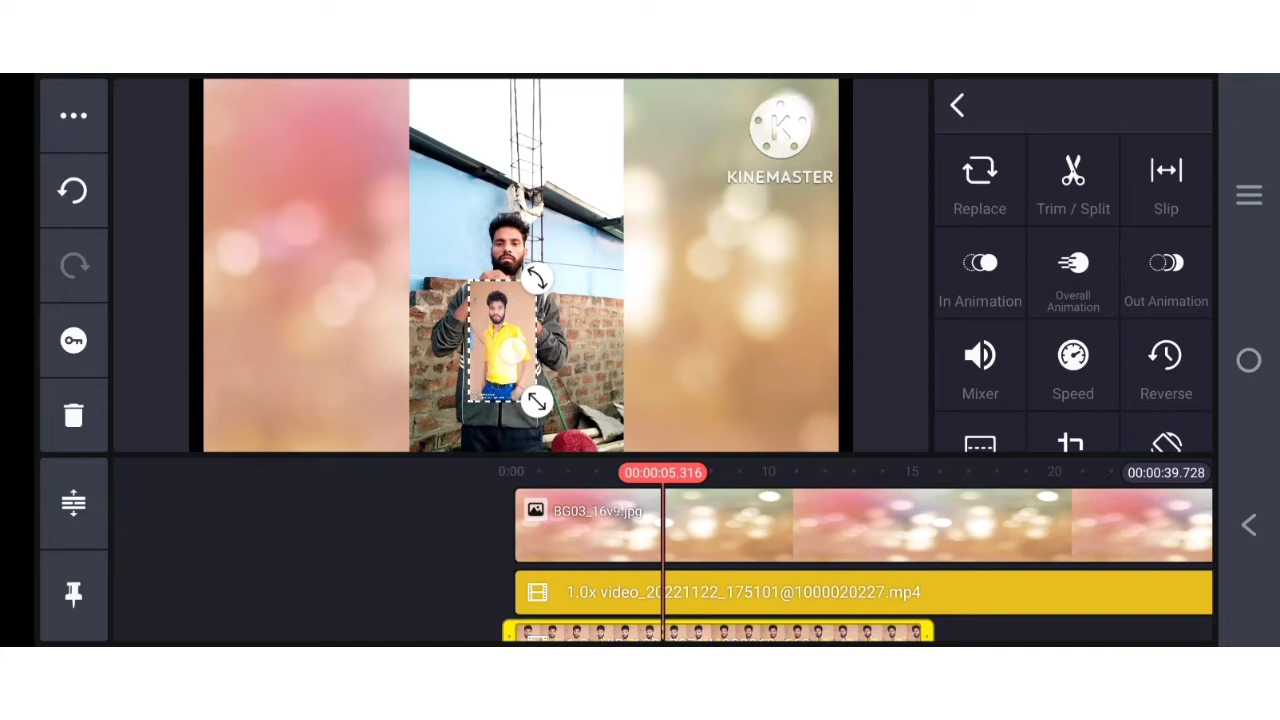 KINEMASTER
Replace
Trim / Split
Slip
In Animation
Overall
Animation
Out Animation
Mixer
Speed
Reverse
0:00
00:00:05.316
10
15
20
00:00:39.728
BG03_16v9.jpg
1.0x video_20221122_175101@1000020227.mp4